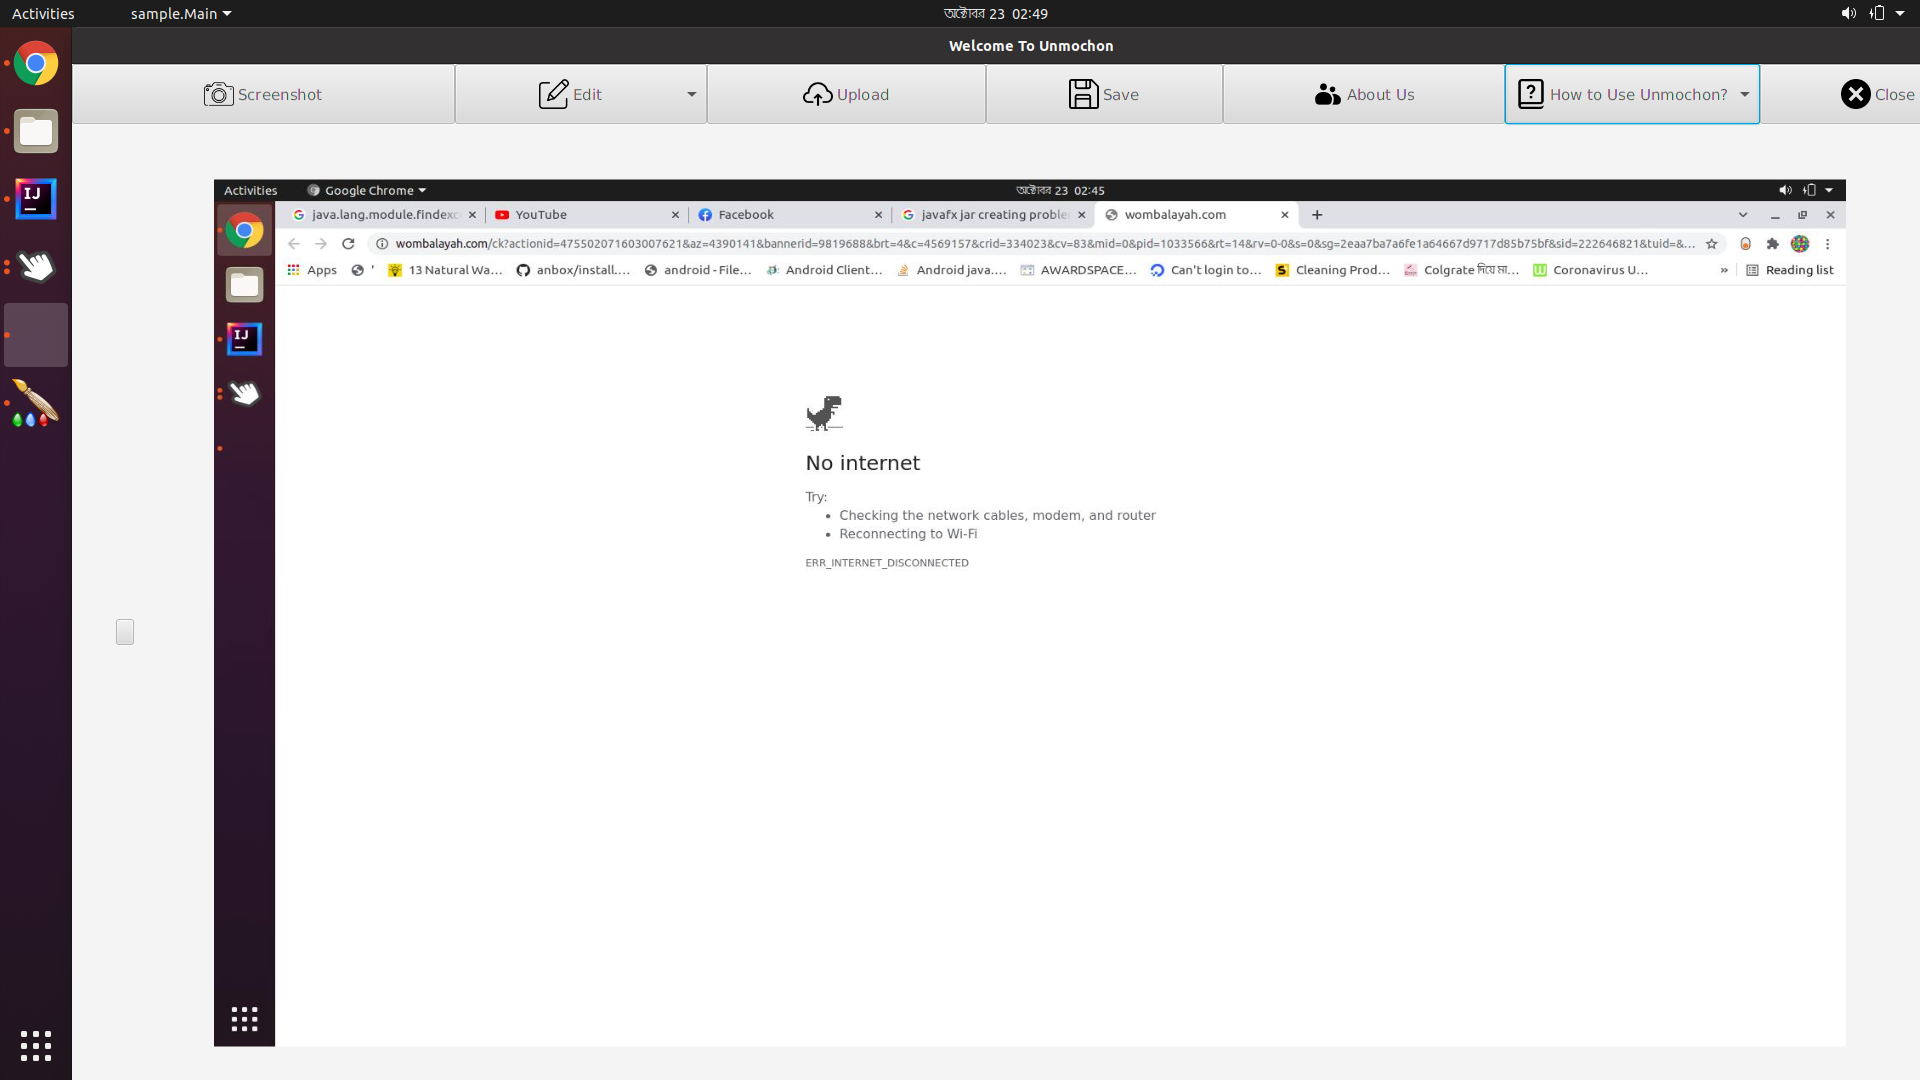 Activities
sample.Main
অক্টোবর 23 02:49
Welcome To Unmochon
Screenshot
Edit
Upload
Save
About Us
How to Use Unmochon?
Close
Activities
Google Chrome
অক্টোবর 23 02:45
java.lang.module.findexc
YouTube
Facebook
javafx jar creating proble
wombalayah.com
wombalayah.com/ck?actionid=475502071603007621&az=4390141&bannerid=9819688&brt=4&c=4569157&crid=334023&cv=83&mid=0&pid=1033566&rt=14&rv=0-0&s=0&sg=2eaa7ba7a6fe1a64667d9717d85b75bf&sid=222646821&tuid=&...
Apps
'
13 Natural Wa...
anbox/install....
android - File...
Android Client...
Android java....
AWARDSPACE...
Can't login to...
Cleaning Prod...
Colgrate দিয়ে মা...
Coronavirus U...
»
Reading list
No internet
Try:
• Checking the network cables, modem, and router
• Reconnecting to Wi-Fi
ERR_INTERNET_DISCONNECTED